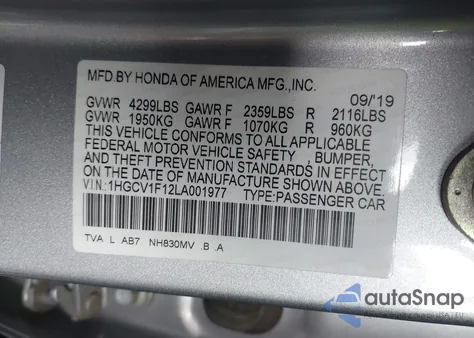 MFD.BY HONDA OF AMERICA MFG.,INC. 09/'19
GVWR 4299LBS GAWR F 2359LBS R 2116LBS
GVWR 1950KG GAWR F 1070KG R 960KG
THIS VEHICLE CONFORMS TO ALL APPLICABLE
FEDERAL MOTOR VEHICLE SAFETY , BUMPER,
AND THEFT PREVENTION STANDARDS IN EFFECT
ON THE DATE OF MANUFACTURE SHOWN ABOVE.
V.I.N:1HGCV1F12LA001977 TYPE:PASSENGER CAR
TVA L AB7 NH830MV .B .A
autoSnap